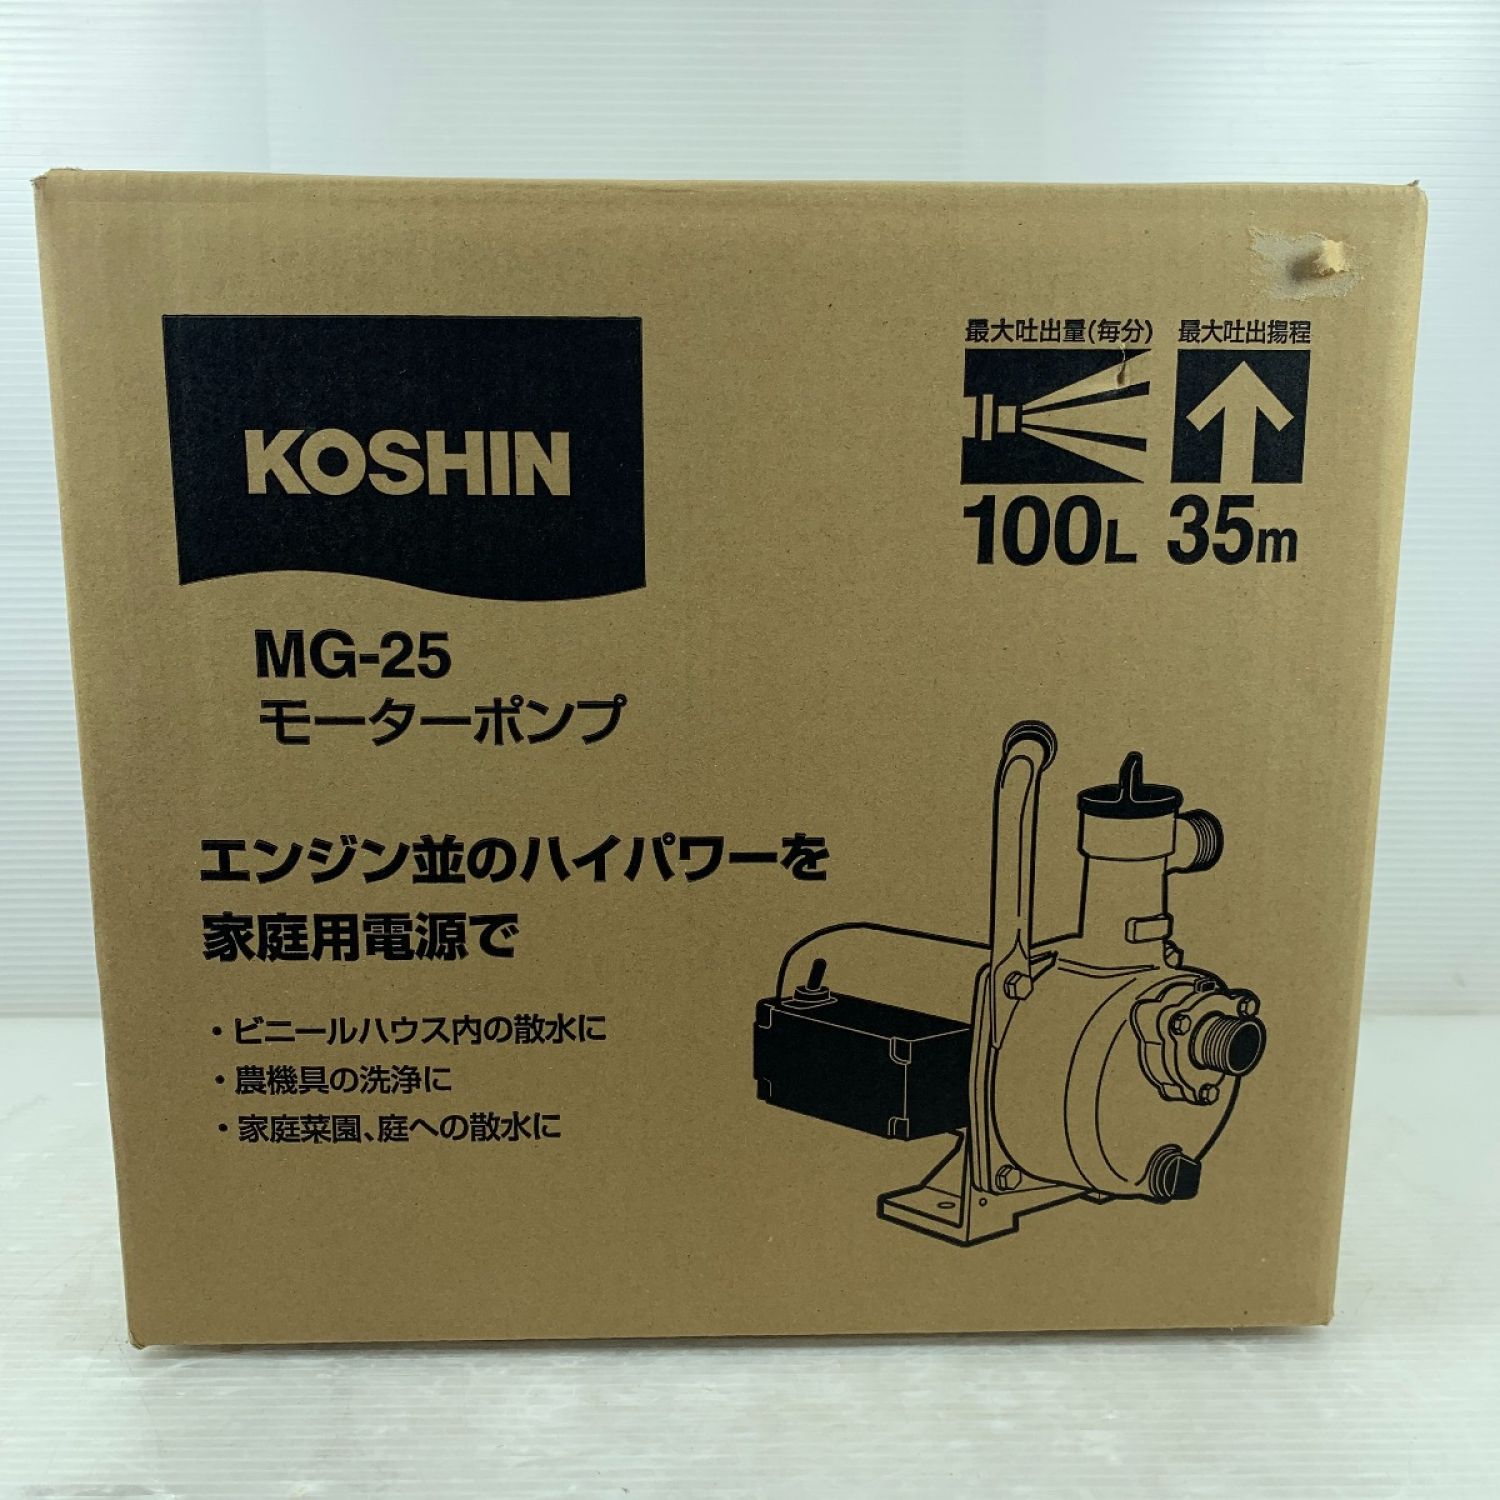 KOSHIN
最大吐出量(毎分)
100L
最大吐出揚程
35m
MG-25
モーターポンプ
エンジン並のハイパワーを
家庭用電源で
・ビニールハウス内の散水に
・農機具の洗浄に
・家庭菜園、庭への散水に